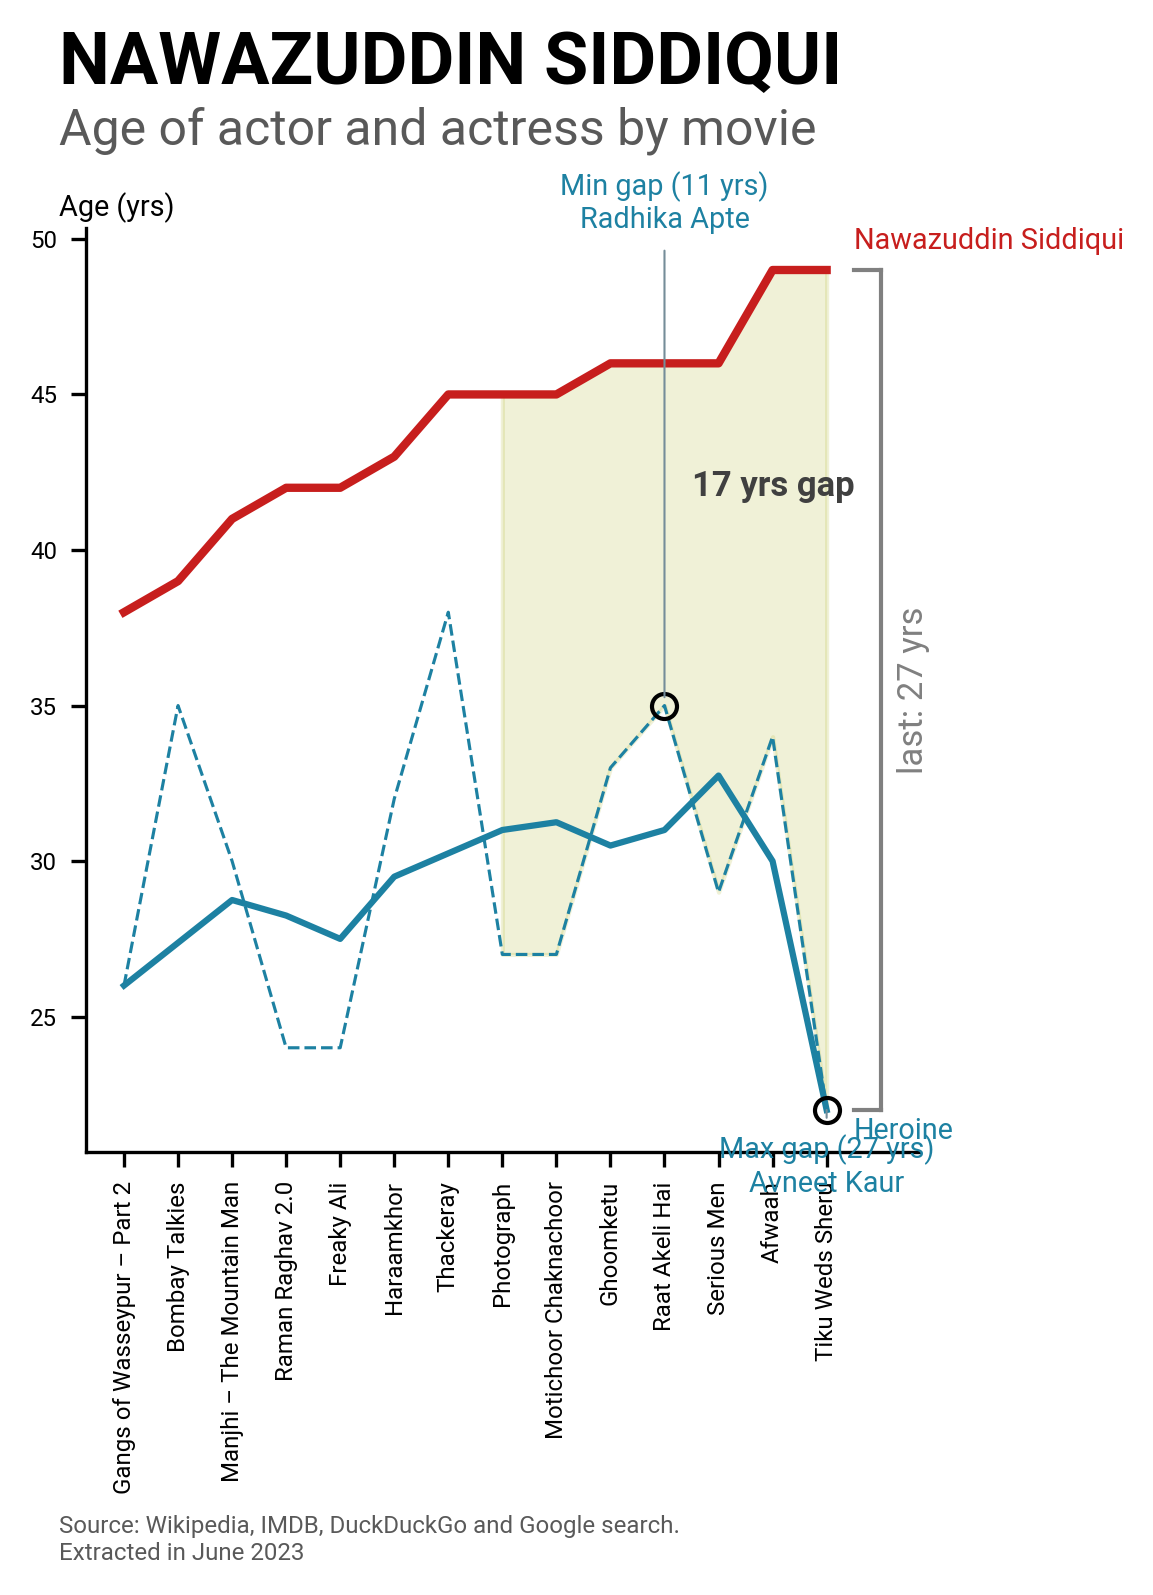 NAWAZUDDIN SIDDIQUI
Age of actor and actress by movie
Min gap (11 yrs)
Radhika Apte
Age (yrs)
Nawazuddin Siddiqui
50
45
40
35
30
25
17 yrs gap
last: 27 yrs
Heroine
Max gap (27 yrs)
Avneet Kaur
Gangs of Wasseypur – Part 2
Bombay Talkies
Manjhi – The Mountain Man
Raman Raghav 2.0
Freaky Ali
Haraamkhor
Thackeray
Photograph
Motichoor Chaknachoor
Ghoomketu
Raat Akeli Hai
Serious Men
Afwaah
Tiku Weds Sheru
Source: Wikipedia, IMDB, DuckDuckGo and Google search.
Extracted in June 2023